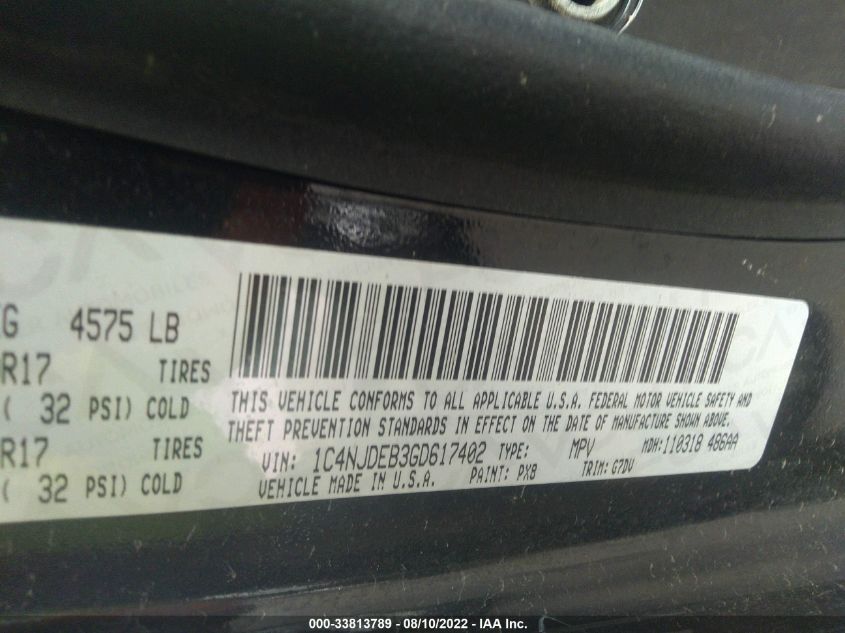 G 4575 LB
R17 TIRES
( 32 PSI) COLD
R17 TIRES
( 32 PSI) COLD
THIS VEHICLE CONFORMS TO ALL APPLICABLE U.S.A. FEDERAL MOTOR VEHICLE SAFETY AND
THEFT PREVENTION STANDARDS IN EFFECT ON THE DATE OF MANUFACTURE SHOWN ABOVE.
VIN: 1C4NJDEB3GD617402 TYPE: MPV MDH:110318 486AA
VEHICLE MADE IN U.S.A. PAINT: PX8 TRIM: G7DV
000-33813789 - 08/10/2022 - IAA Inc.